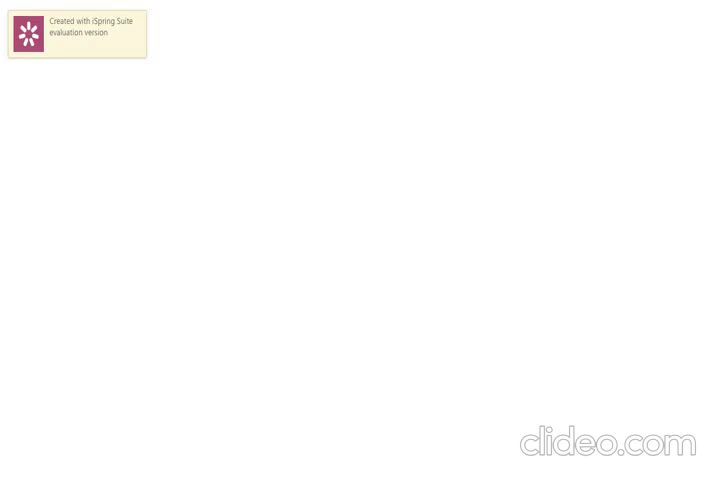 Created with iSpring Suite
evaluation version
clideo.com